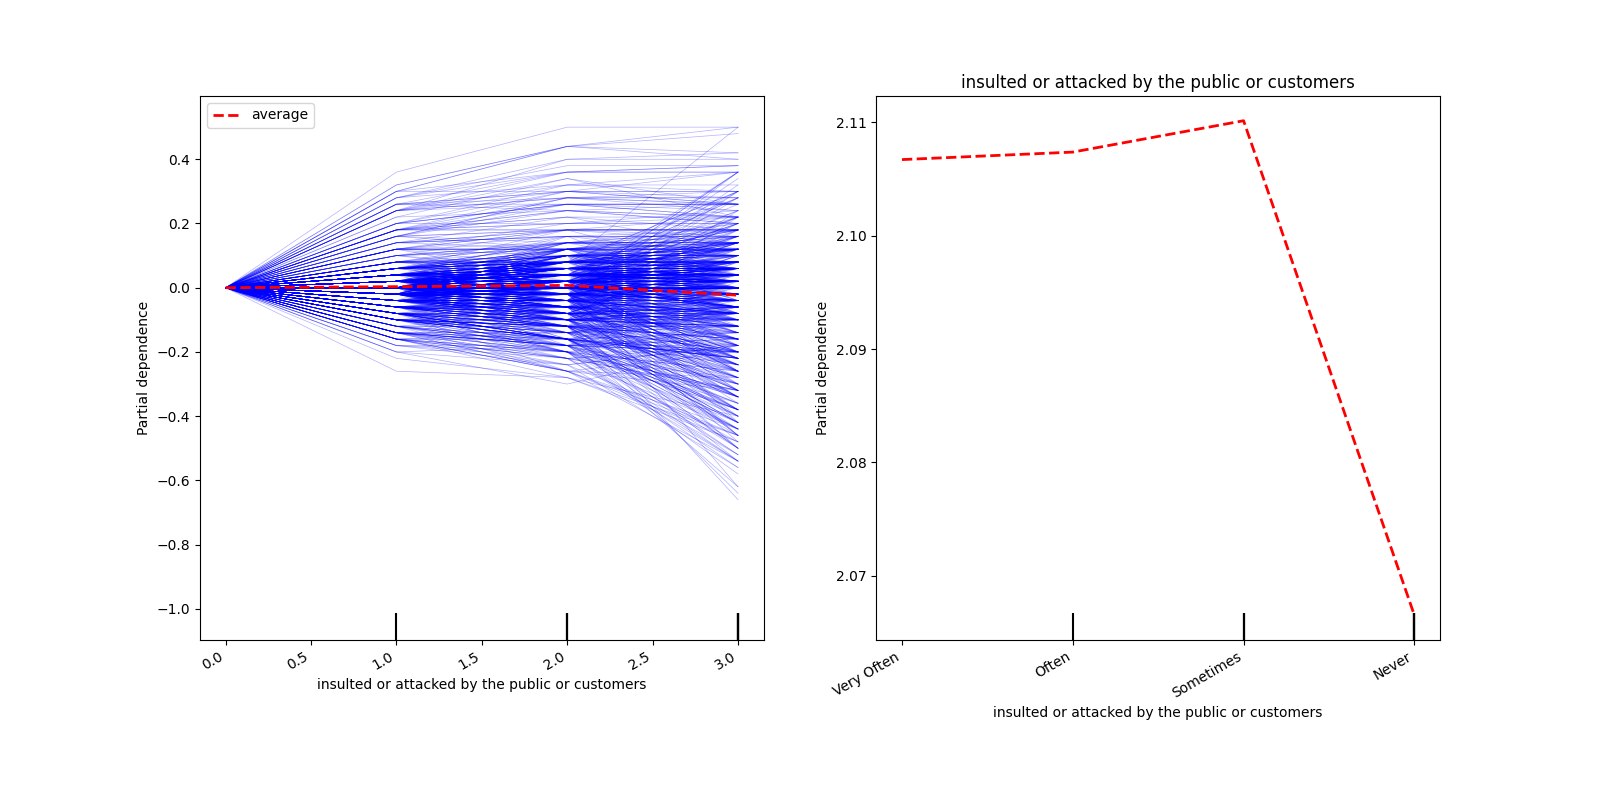 average
0.4
0.2
0.0
−0.2
−0.4
−0.6
−0.8
−1.0
Partial dependence
0.0
0.5
1.0
1.5
2.0
2.5
3.0
insulted or attacked by the public or customers
insulted or attacked by the public or customers
2.11
2.10
2.09
2.08
2.07
Partial dependence
Very Often
Often
Sometimes
Never
insulted or attacked by the public or customers